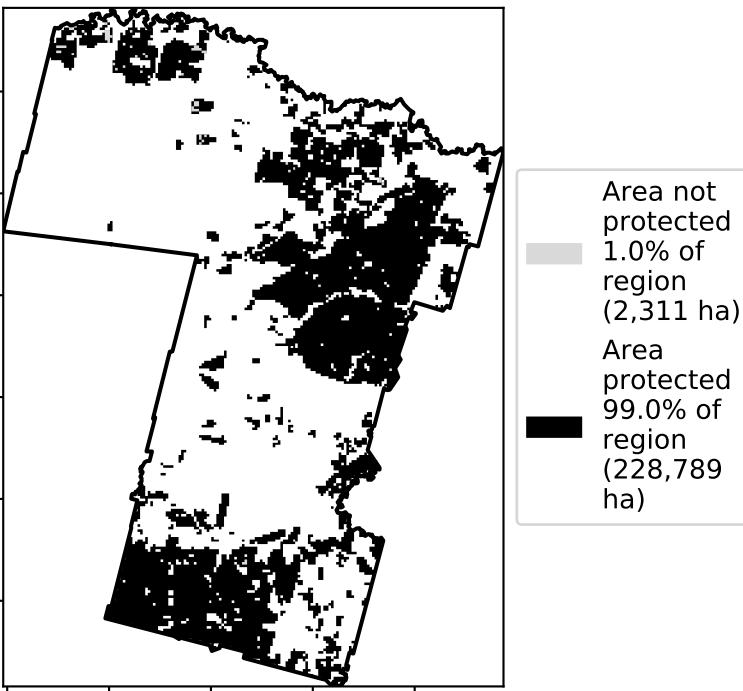 Area not
protected
1.0% of
region
(2,311 ha)
Area
protected
99.0% of
region
(228,789
ha)